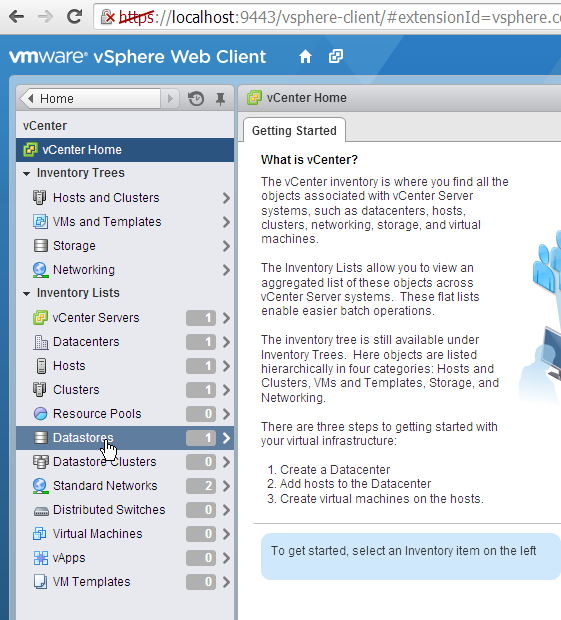 https://localhost:9443/vsphere-client/#extensionId=vsphere.c
vmware® vSphere Web Client
Home
vCenter
vCenter Home
Inventory Trees
Hosts and Clusters
VMs and Templates
Storage
Networking
Inventory Lists
vCenter Servers 1
Datacenters 1
Hosts 1
Clusters 1
Resource Pools 0
Datastores 1
Datastore Clusters 0
Standard Networks 2
Distributed Switches 0
Virtual Machines 0
vApps 0
VM Templates 0
vCenter Home
Getting Started
What is vCenter?
The vCenter inventory is where you find all the
objects associated with vCenter Server
systems, such as datacenters, hosts,
clusters, networking, storage, and virtual
machines.
The Inventory Lists allow you to view an
aggregated list of these objects across
vCenter Server systems. These flat lists
enable easier batch operations.
The inventory tree is still available under
Inventory Trees. Here objects are listed
hierarchically in four categories: Hosts and
Clusters, VMs and Templates, Storage, and
Networking.
There are three steps to getting started with
your virtual infrastructure:
1. Create a Datacenter
2. Add hosts to the Datacenter
3. Create virtual machines on the hosts.
To get started, select an Inventory item on the left